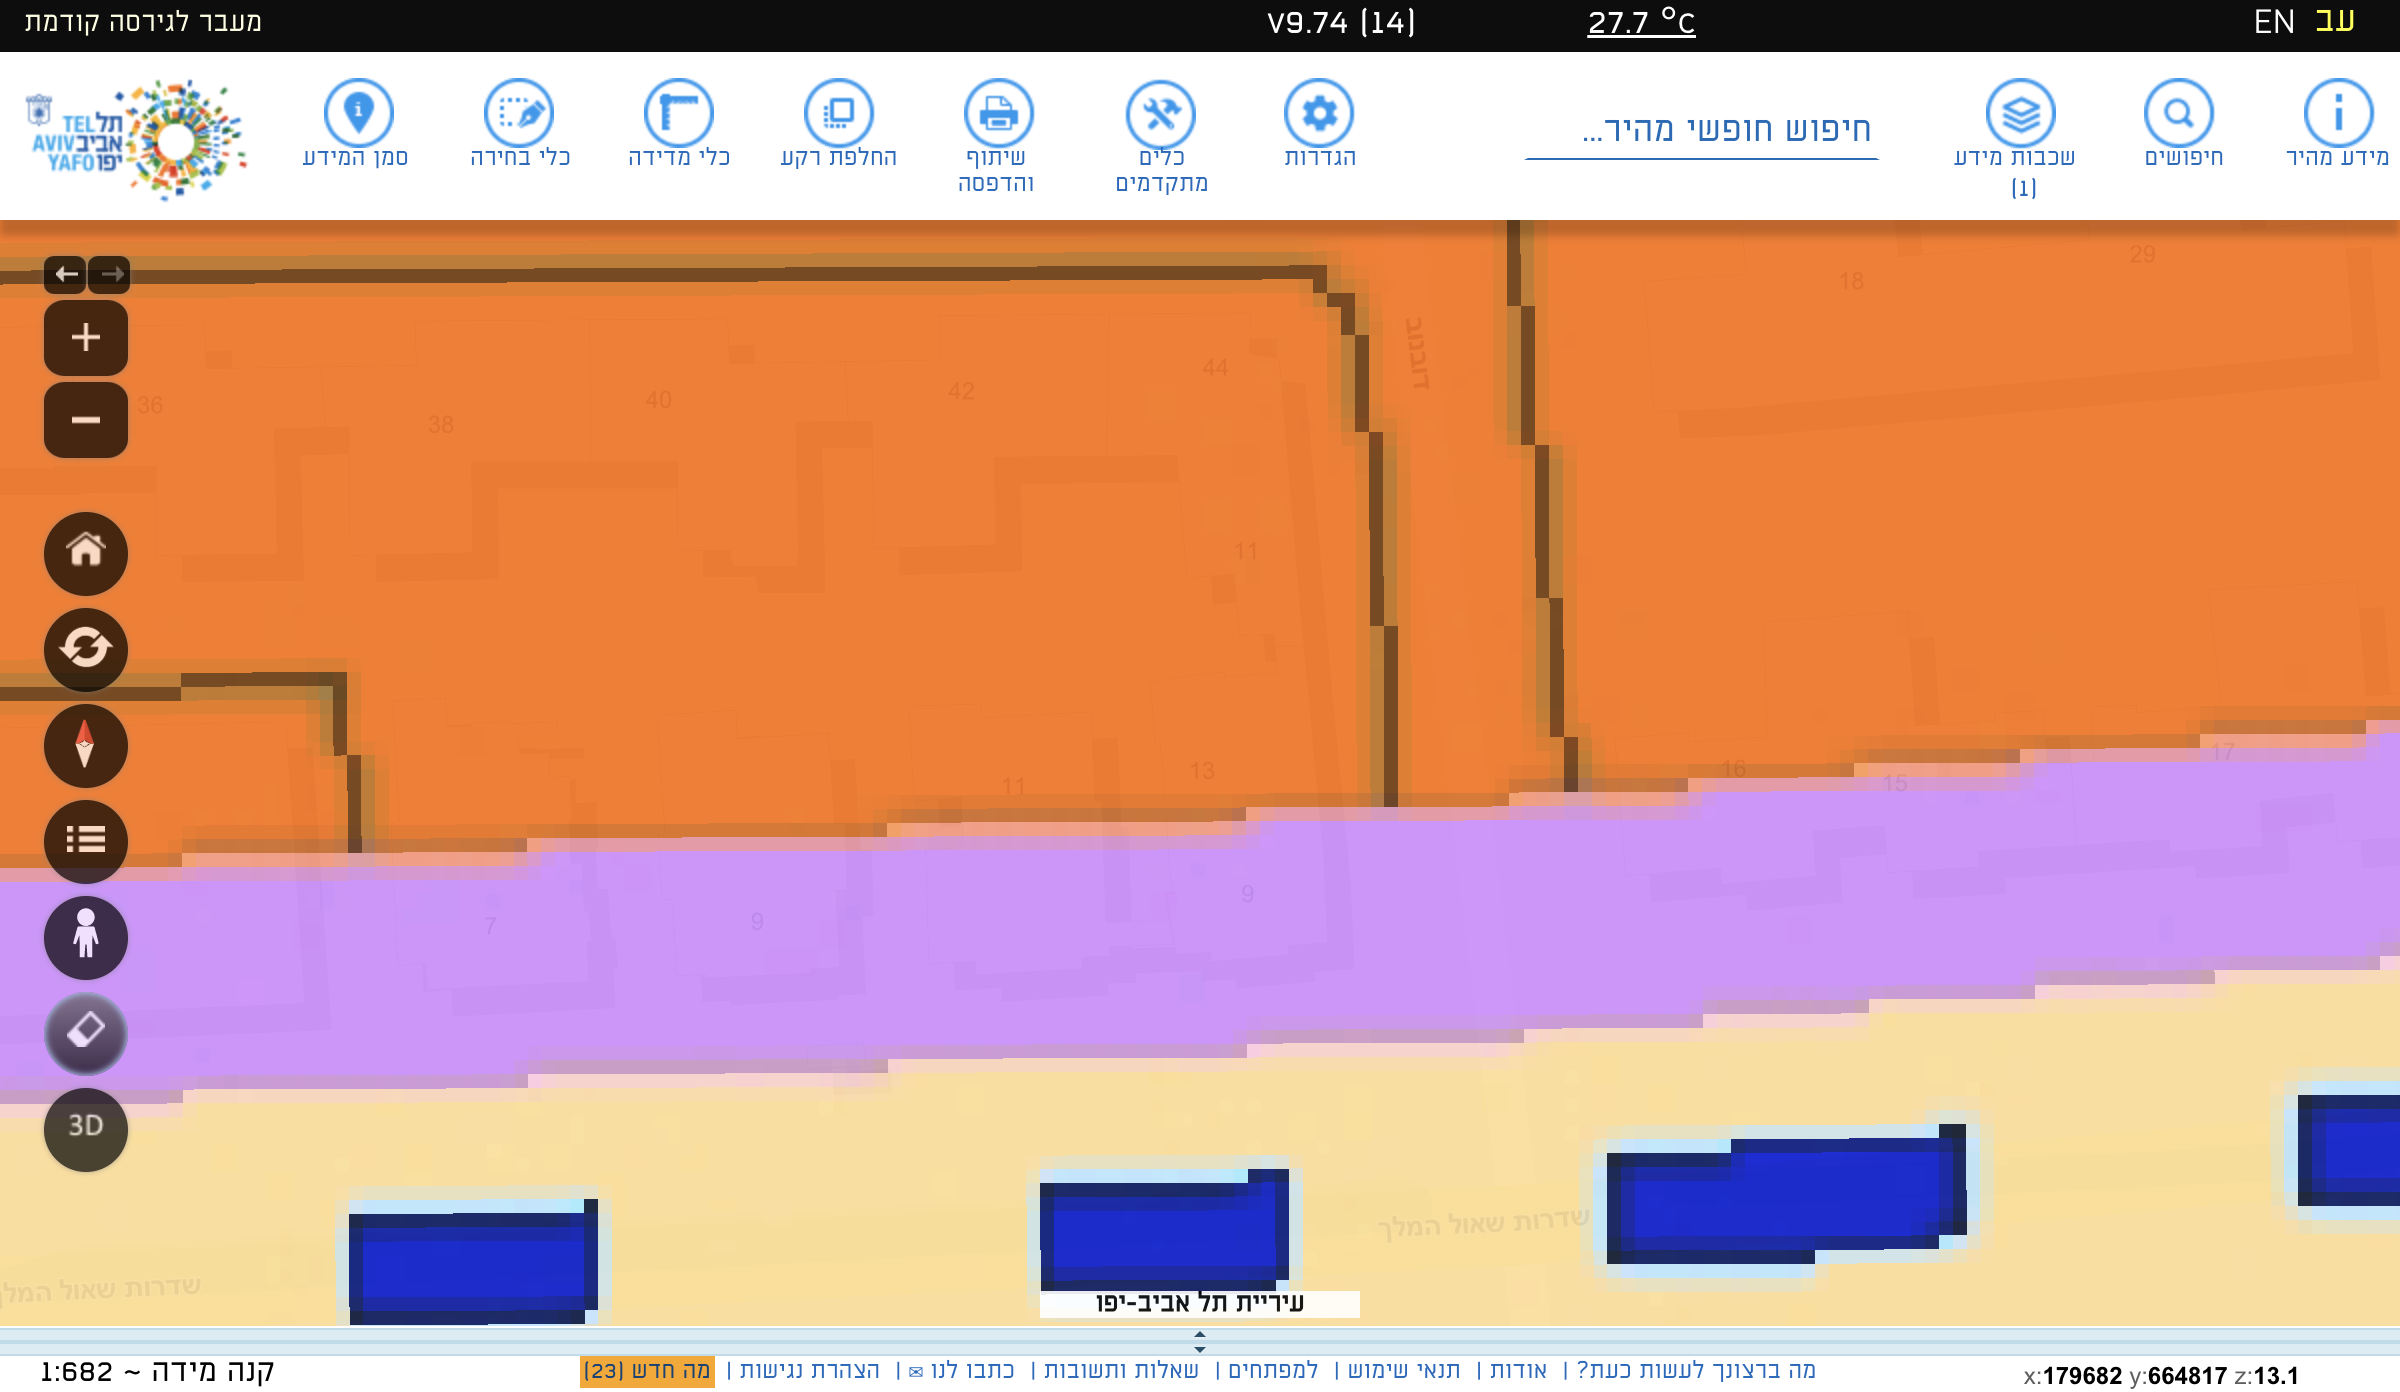 עב EN
27.7 °C
V9.74 (14)
מעבר לגירסה קודמת
מידע מהיר
חיפושים
שכבות מידע
(1)
חיפוש חופשי מהיר...
הגדרות
כלים
מתקדמים
שיתוף
והדפסה
החלפת רקע
כלי מדידה
כלי בחירה
סמן המידע
תל
אביב
יפו
TEL
AVIV
YAFO
29
18
דובנוב
44
42
40
38
36
11
17
16
15
13
11
9
9
7
שדרות שאול המלך
שדרות שאול המלך
3D
עיריית תל אביב-יפו
x:179682 y:664817 z:13.1
מה ברצונך לעשות כעת? | אודות | תנאי שימוש | למפתחים | שאלות ותשובות | כתבו לנו ✉ | הצהרת נגישות | מה חדש (23)
קנה מידה ~ 1:682